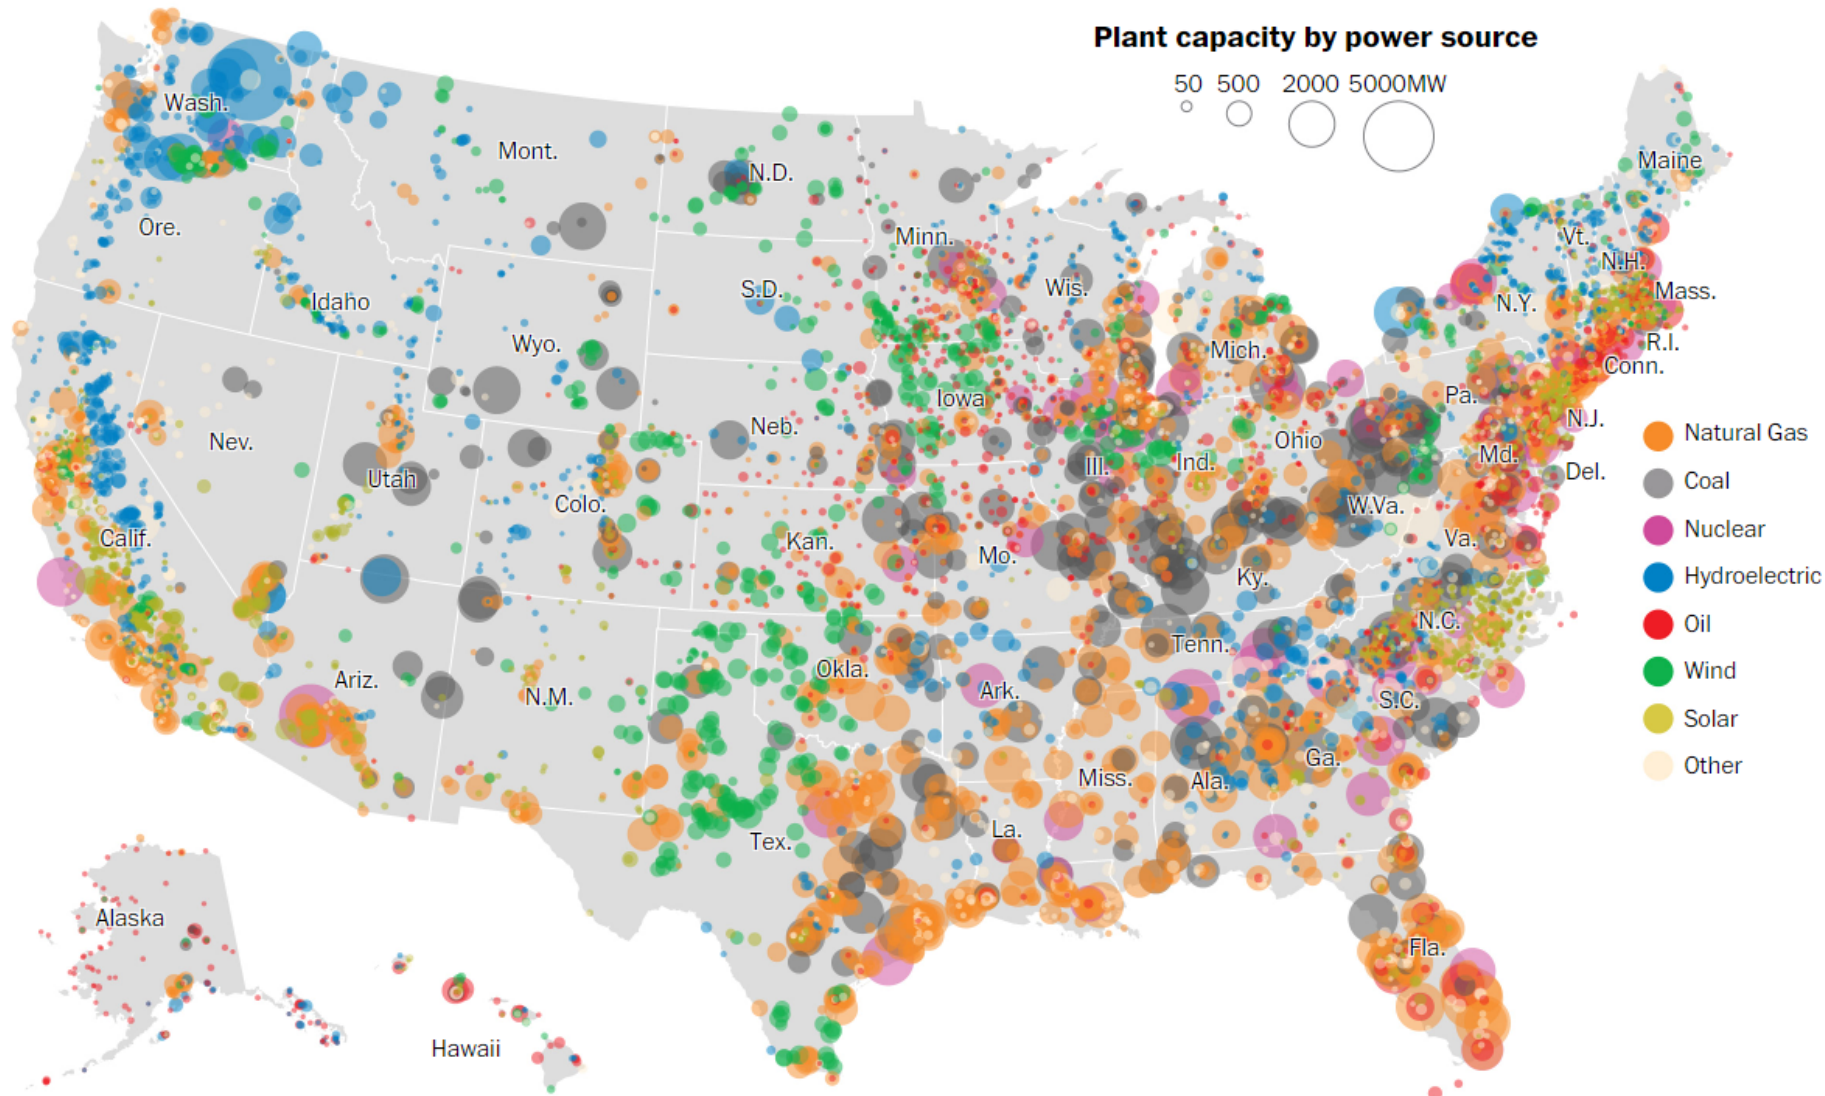 Plant capacity by power source
50 500 2000 5000MW
Wash.
Mont.
N.D.
Maine
Ore.
Minn.
Vt.
N.H.
Idaho
S.D.
Wis.
N.Y.
Mass.
Wyo.
Mich.
R.I.
Conn.
Iowa
Pa.
Nev.
Neb.
Ohio
N.J.
Natural Gas
Utah
Ill.
Ind.
Md.
Del.
Coal
Colo.
W.Va.
Calif.
Kan.
Mo.
Va.
Nuclear
Ky.
Hydroelectric
N.C.
Oil
Ariz.
N.M.
Okla.
Ark.
Tenn.
S.C.
Wind
Solar
Miss.
Ala.
Ga.
Other
Tex.
La.
Alaska
Fla.
Hawaii